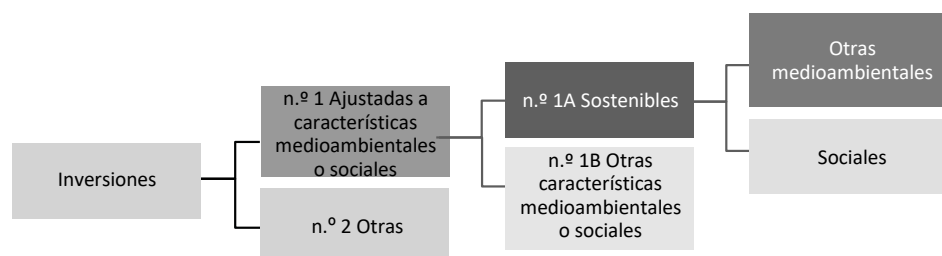 Inversiones
n.º 1 Ajustadas a
características
medioambientales
o sociales
n.º 2 Otras
n.º 1A Sostenibles
n.º 1B Otras
características
medioambientales
o sociales
Otras
medioambientales
Sociales